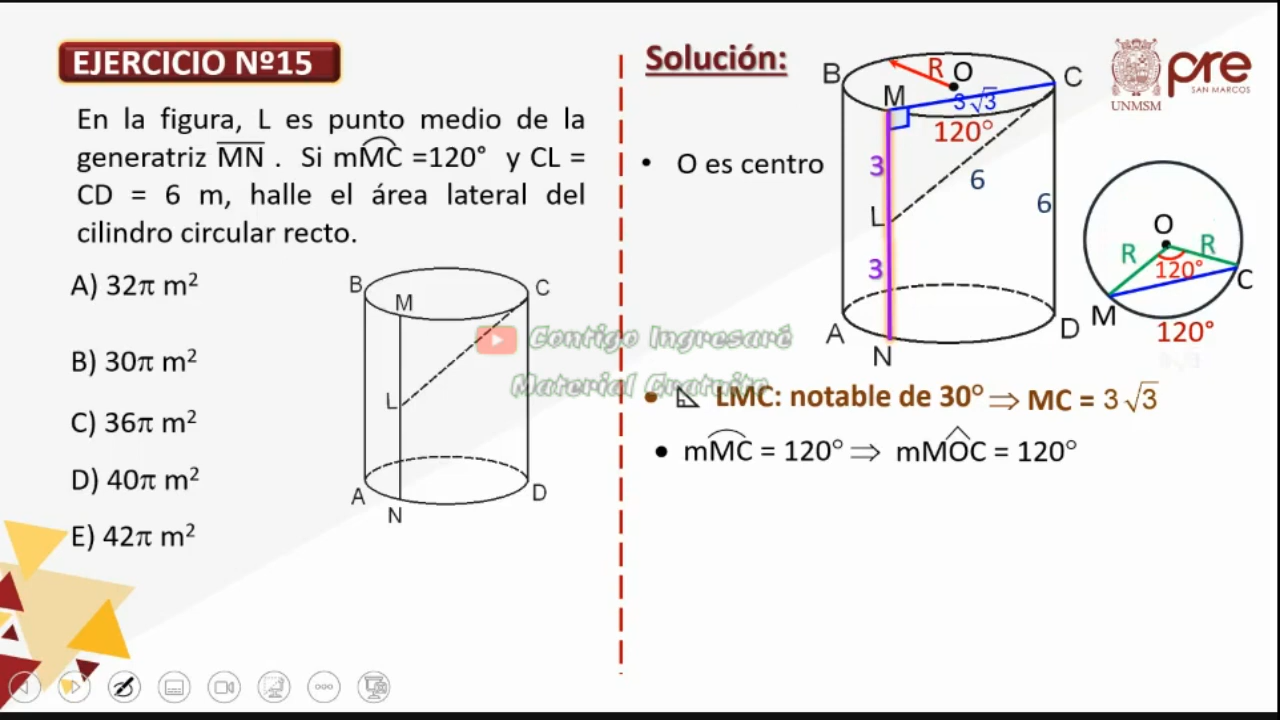 EJERCICIO Nº15
En la figura, L es punto medio de la
generatriz M̅N̅ . Si mMC =120° y CL =
CD = 6 m, halle el área lateral del
cilindro circular recto.
A) 32π m²
B) 30π m²
C) 36π m²
D) 40π m²
E) 42π m²
B
M
C
L
A
N
D
Solución:
• O es centro
B
R
O
C
M
3√3
120°
3
6
L
6
3
A
N
D
O
R
R
120°
M
C
120°
• LMC: notable de 30° ⇒ MC = 3√3
• mMC = 120° ⇒ mMOC = 120°
Contigo Ingresaré
Material Gratuito
UNMSM
pre
SAN MARCOS